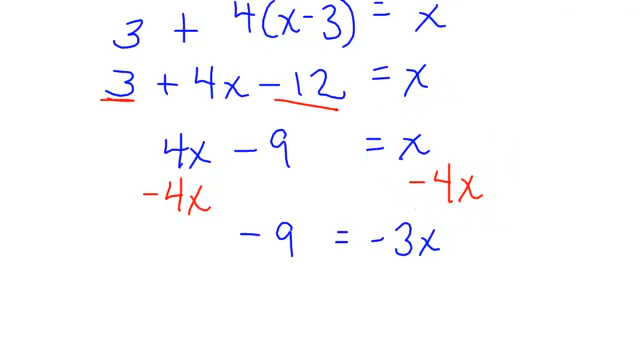 3 + 4(x-3) = x
3 + 4x - 12 = x
4x - 9 = x
-4x -4x
-9 = -3x